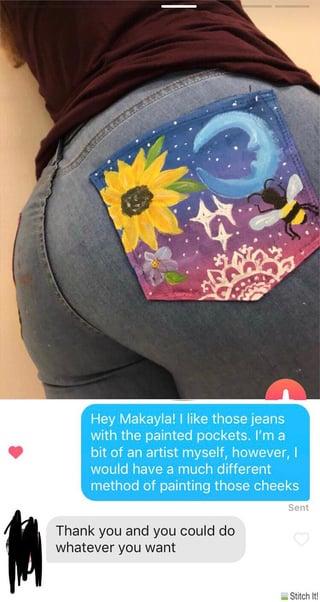 Hey Makayla! I like those jeans
with the painted pockets. I'm a
bit of an artist myself, however, I
would have a much different
method of painting those cheeks
Sent
Thank you and you could do
whatever you want
Stitch It!